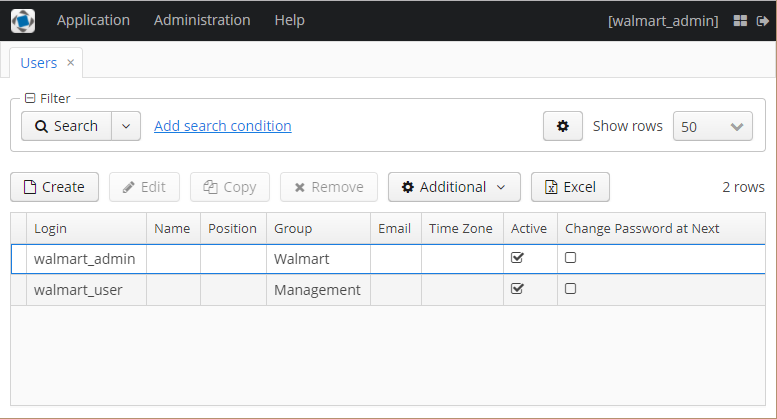 Application Administration Help [walmart_admin]
Users ×
Filter
Search Add search condition Show rows 50
Create Edit Copy Remove Additional Excel 2 rows
Login Name Position Group Email Time Zone Active Change Password at Next
walmart_admin Walmart
walmart_user Management